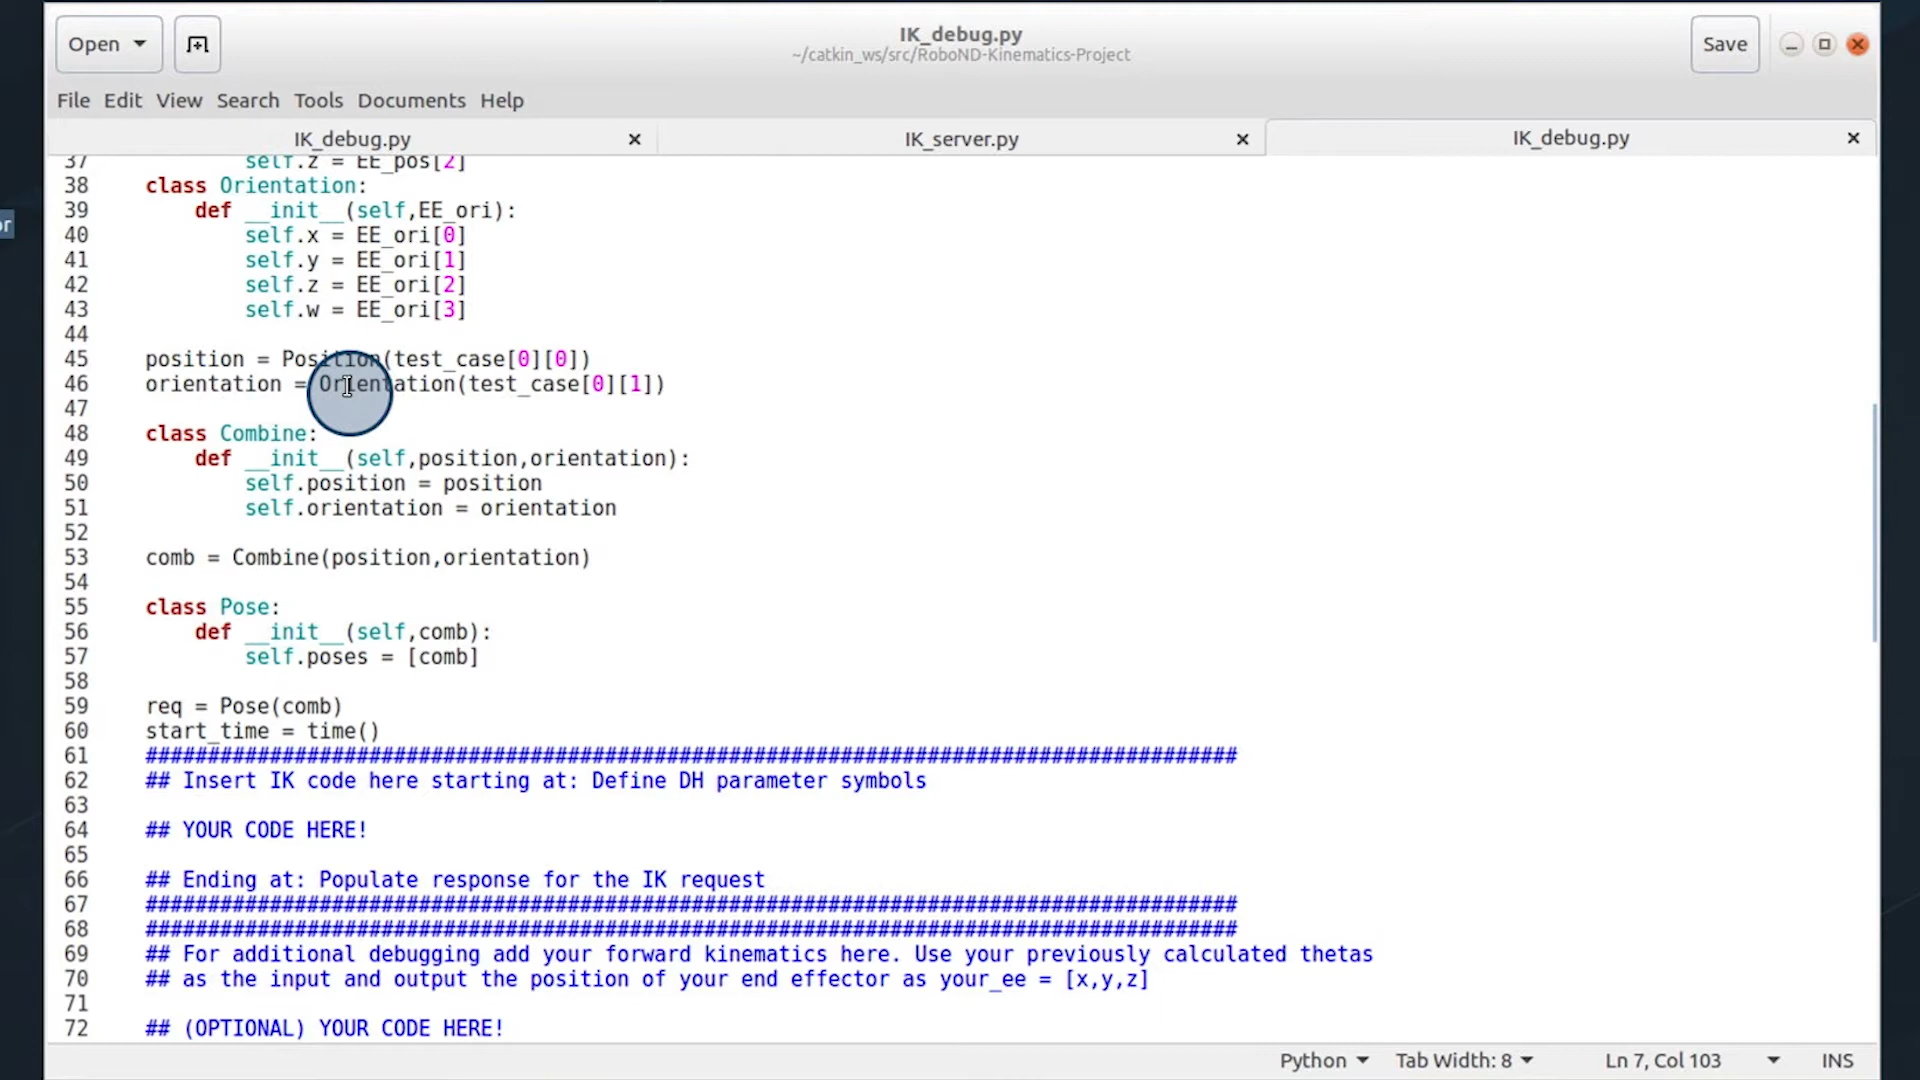 Open
IK_debug.py
~/catkin_ws/src/RoboND-Kinematics-Project
Save
File Edit View Search Tools Documents Help
IK_debug.py
IK_server.py
IK_debug.py
37 self.z = EE_pos[2]
38 class Orientation:
39 def __init__(self,EE_ori):
40 self.x = EE_ori[0]
41 self.y = EE_ori[1]
42 self.z = EE_ori[2]
43 self.w = EE_ori[3]
44
45 position = Position(test_case[0][0])
46 orientation = Orientation(test_case[0][1])
47
48 class Combine:
49 def __init__(self,position,orientation):
50 self.position = position
51 self.orientation = orientation
52
53 comb = Combine(position,orientation)
54
55 class Pose:
56 def __init__(self,comb):
57 self.poses = [comb]
58
59 req = Pose(comb)
60 start_time = time()
61 ########################################################################################
62 ## Insert IK code here starting at: Define DH parameter symbols
63
64 ## YOUR CODE HERE!
65
66 ## Ending at: Populate response for the IK request
67 ########################################################################################
68 ########################################################################################
69 ## For additional debugging add your forward kinematics here. Use your previously calculated thetas
70 ## as the input and output the position of your end effector as your_ee = [x,y,z]
71
72 ## (OPTIONAL) YOUR CODE HERE!
or
Python Tab Width: 8 Ln 7, Col 103 INS